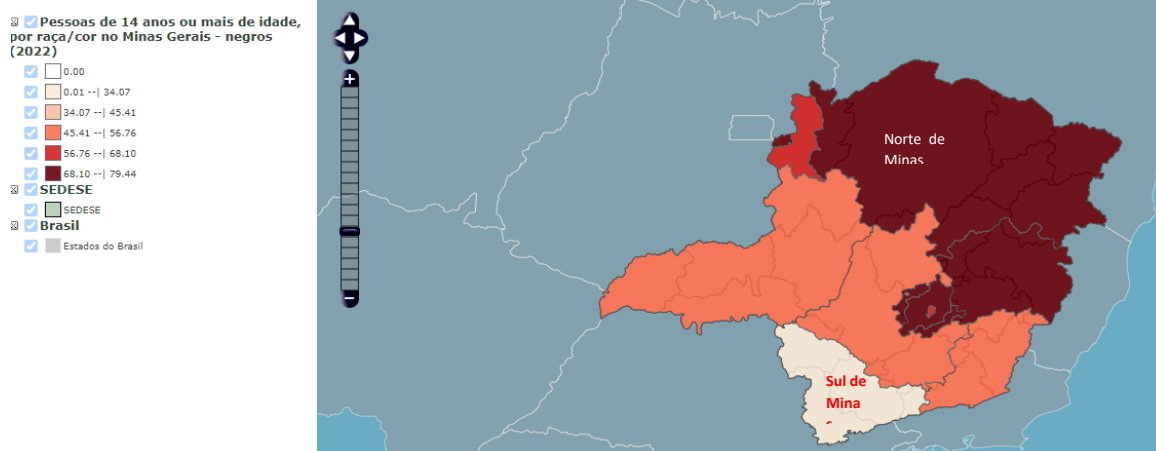 Pessoas de 14 anos ou mais de idade,
por raça/cor no Minas Gerais - negros
(2022)
0.00
0.01 --| 34.07
34.07 --| 45.41
45.41 --| 56.76
56.76 --| 68.10
68.10 --| 79.44
SEDESE
SEDESE
Brasil
Estados do Brasil
Norte de
Minas
Sul de
Mina